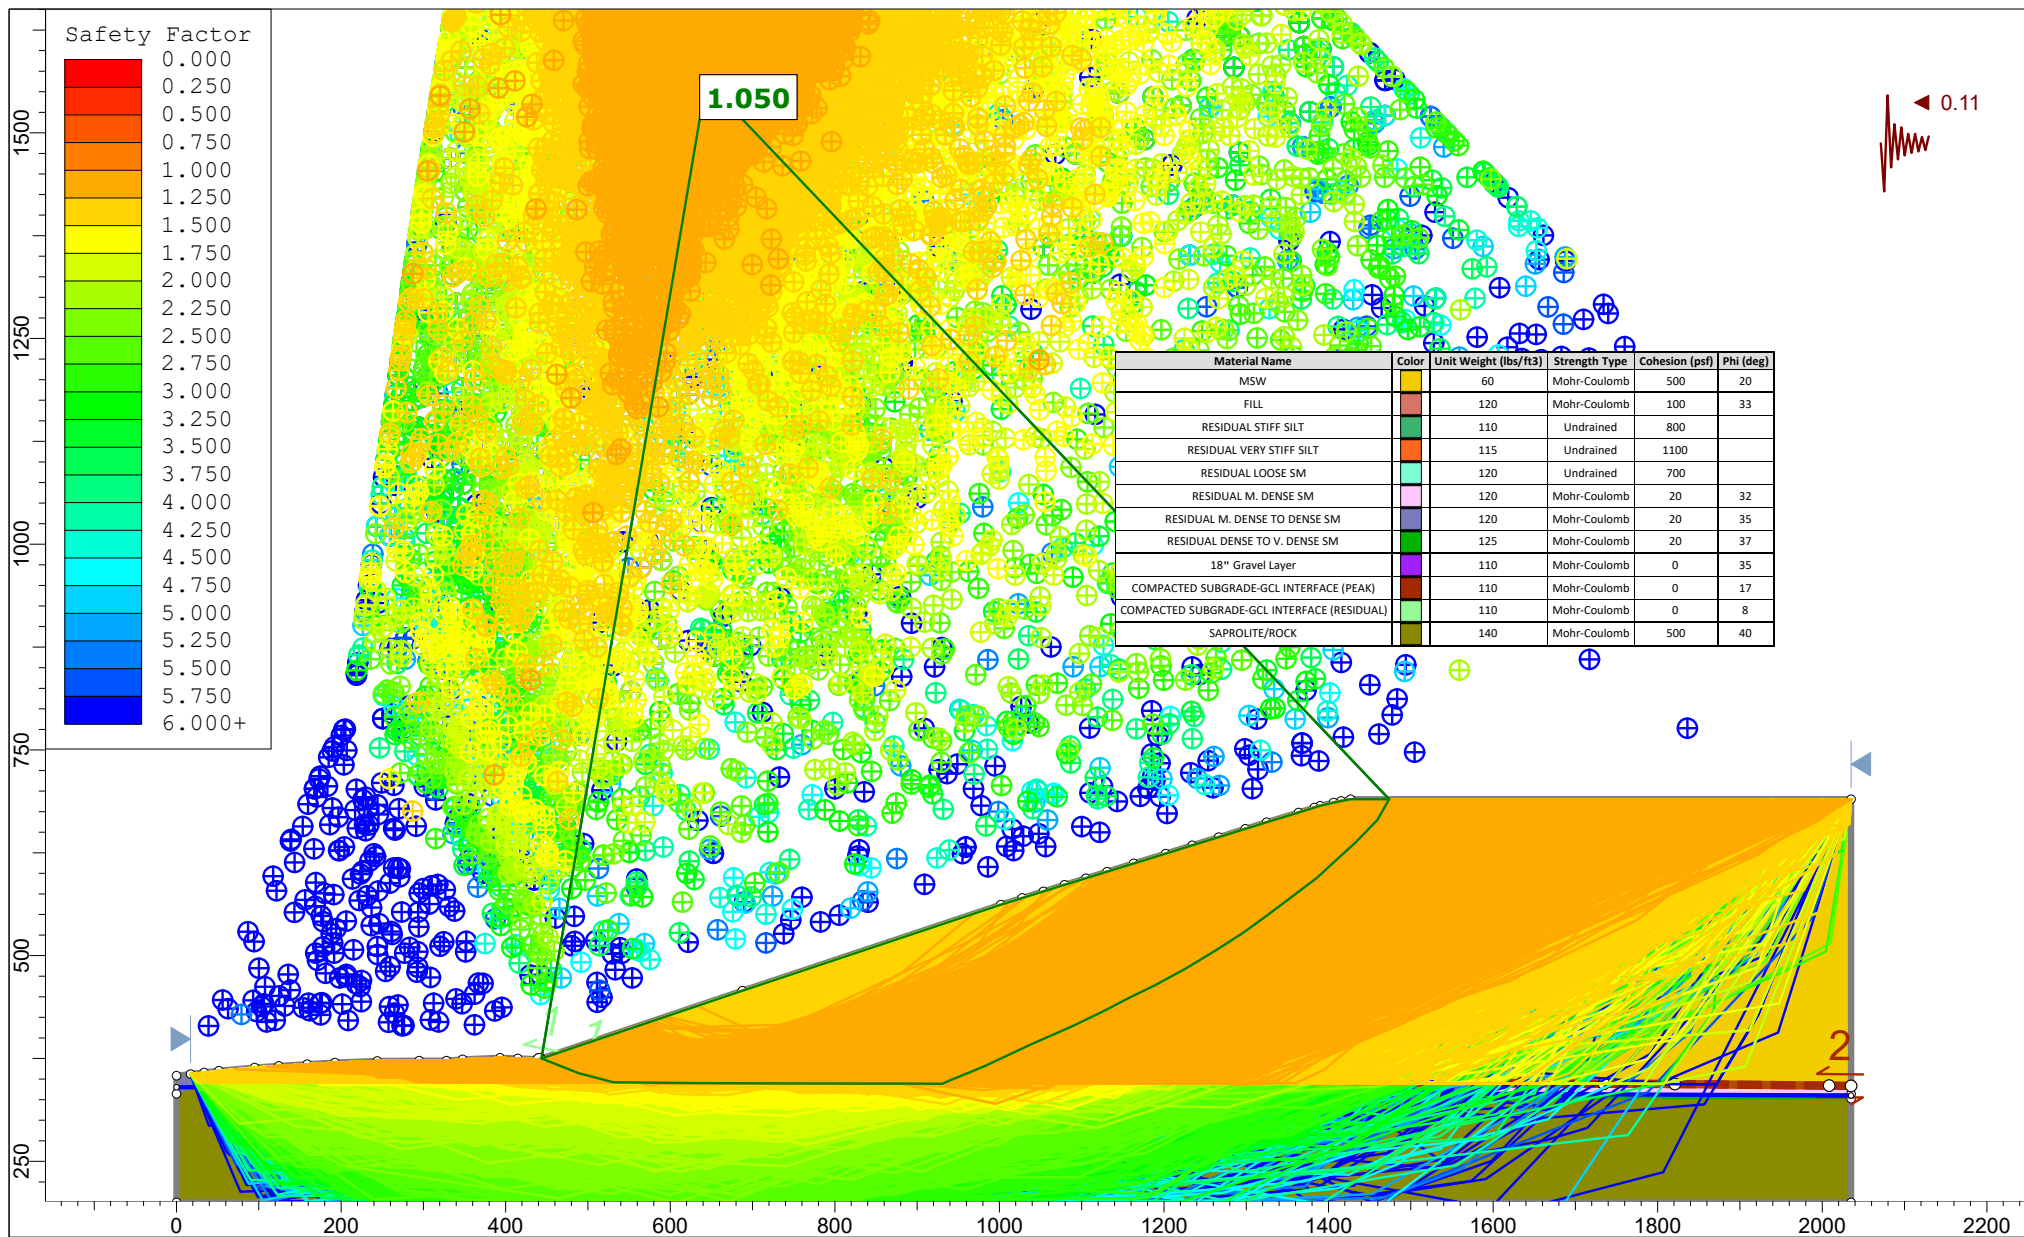 Safety Factor
0.000
0.250
0.500
0.750
1.000
1.250
1.500
1.750
2.000
2.250
2.500
2.750
3.000
3.250
3.500
3.750
4.000
4.250
4.500
4.750
5.000
5.250
5.500
5.750
6.000+
1.050
0.11
Material Name Color Unit Weight (lbs/ft3) Strength Type Cohesion (psf) Phi (deg)
MSW 60 Mohr-Coulomb 500 20
FILL 120 Mohr-Coulomb 100 33
RESIDUAL STIFF SILT 110 Undrained 800
RESIDUAL VERY STIFF SILT 115 Undrained 1100
RESIDUAL LOOSE SM 120 Undrained 700
RESIDUAL M. DENSE SM 120 Mohr-Coulomb 20 32
RESIDUAL M. DENSE TO DENSE SM 120 Mohr-Coulomb 20 35
RESIDUAL DENSE TO V. DENSE SM 125 Mohr-Coulomb 20 37
18" Gravel Layer 110 Mohr-Coulomb 0 35
COMPACTED SUBGRADE-GCL INTERFACE (PEAK) 110 Mohr-Coulomb 0 17
COMPACTED SUBGRADE-GCL INTERFACE (RESIDUAL) 110 Mohr-Coulomb 0 8
SAPROLITE/ROCK 140 Mohr-Coulomb 500 40
1500
1250
1000
750
500
250
2
0 200 400 600 800 1000 1200 1400 1600 1800 2000 2200